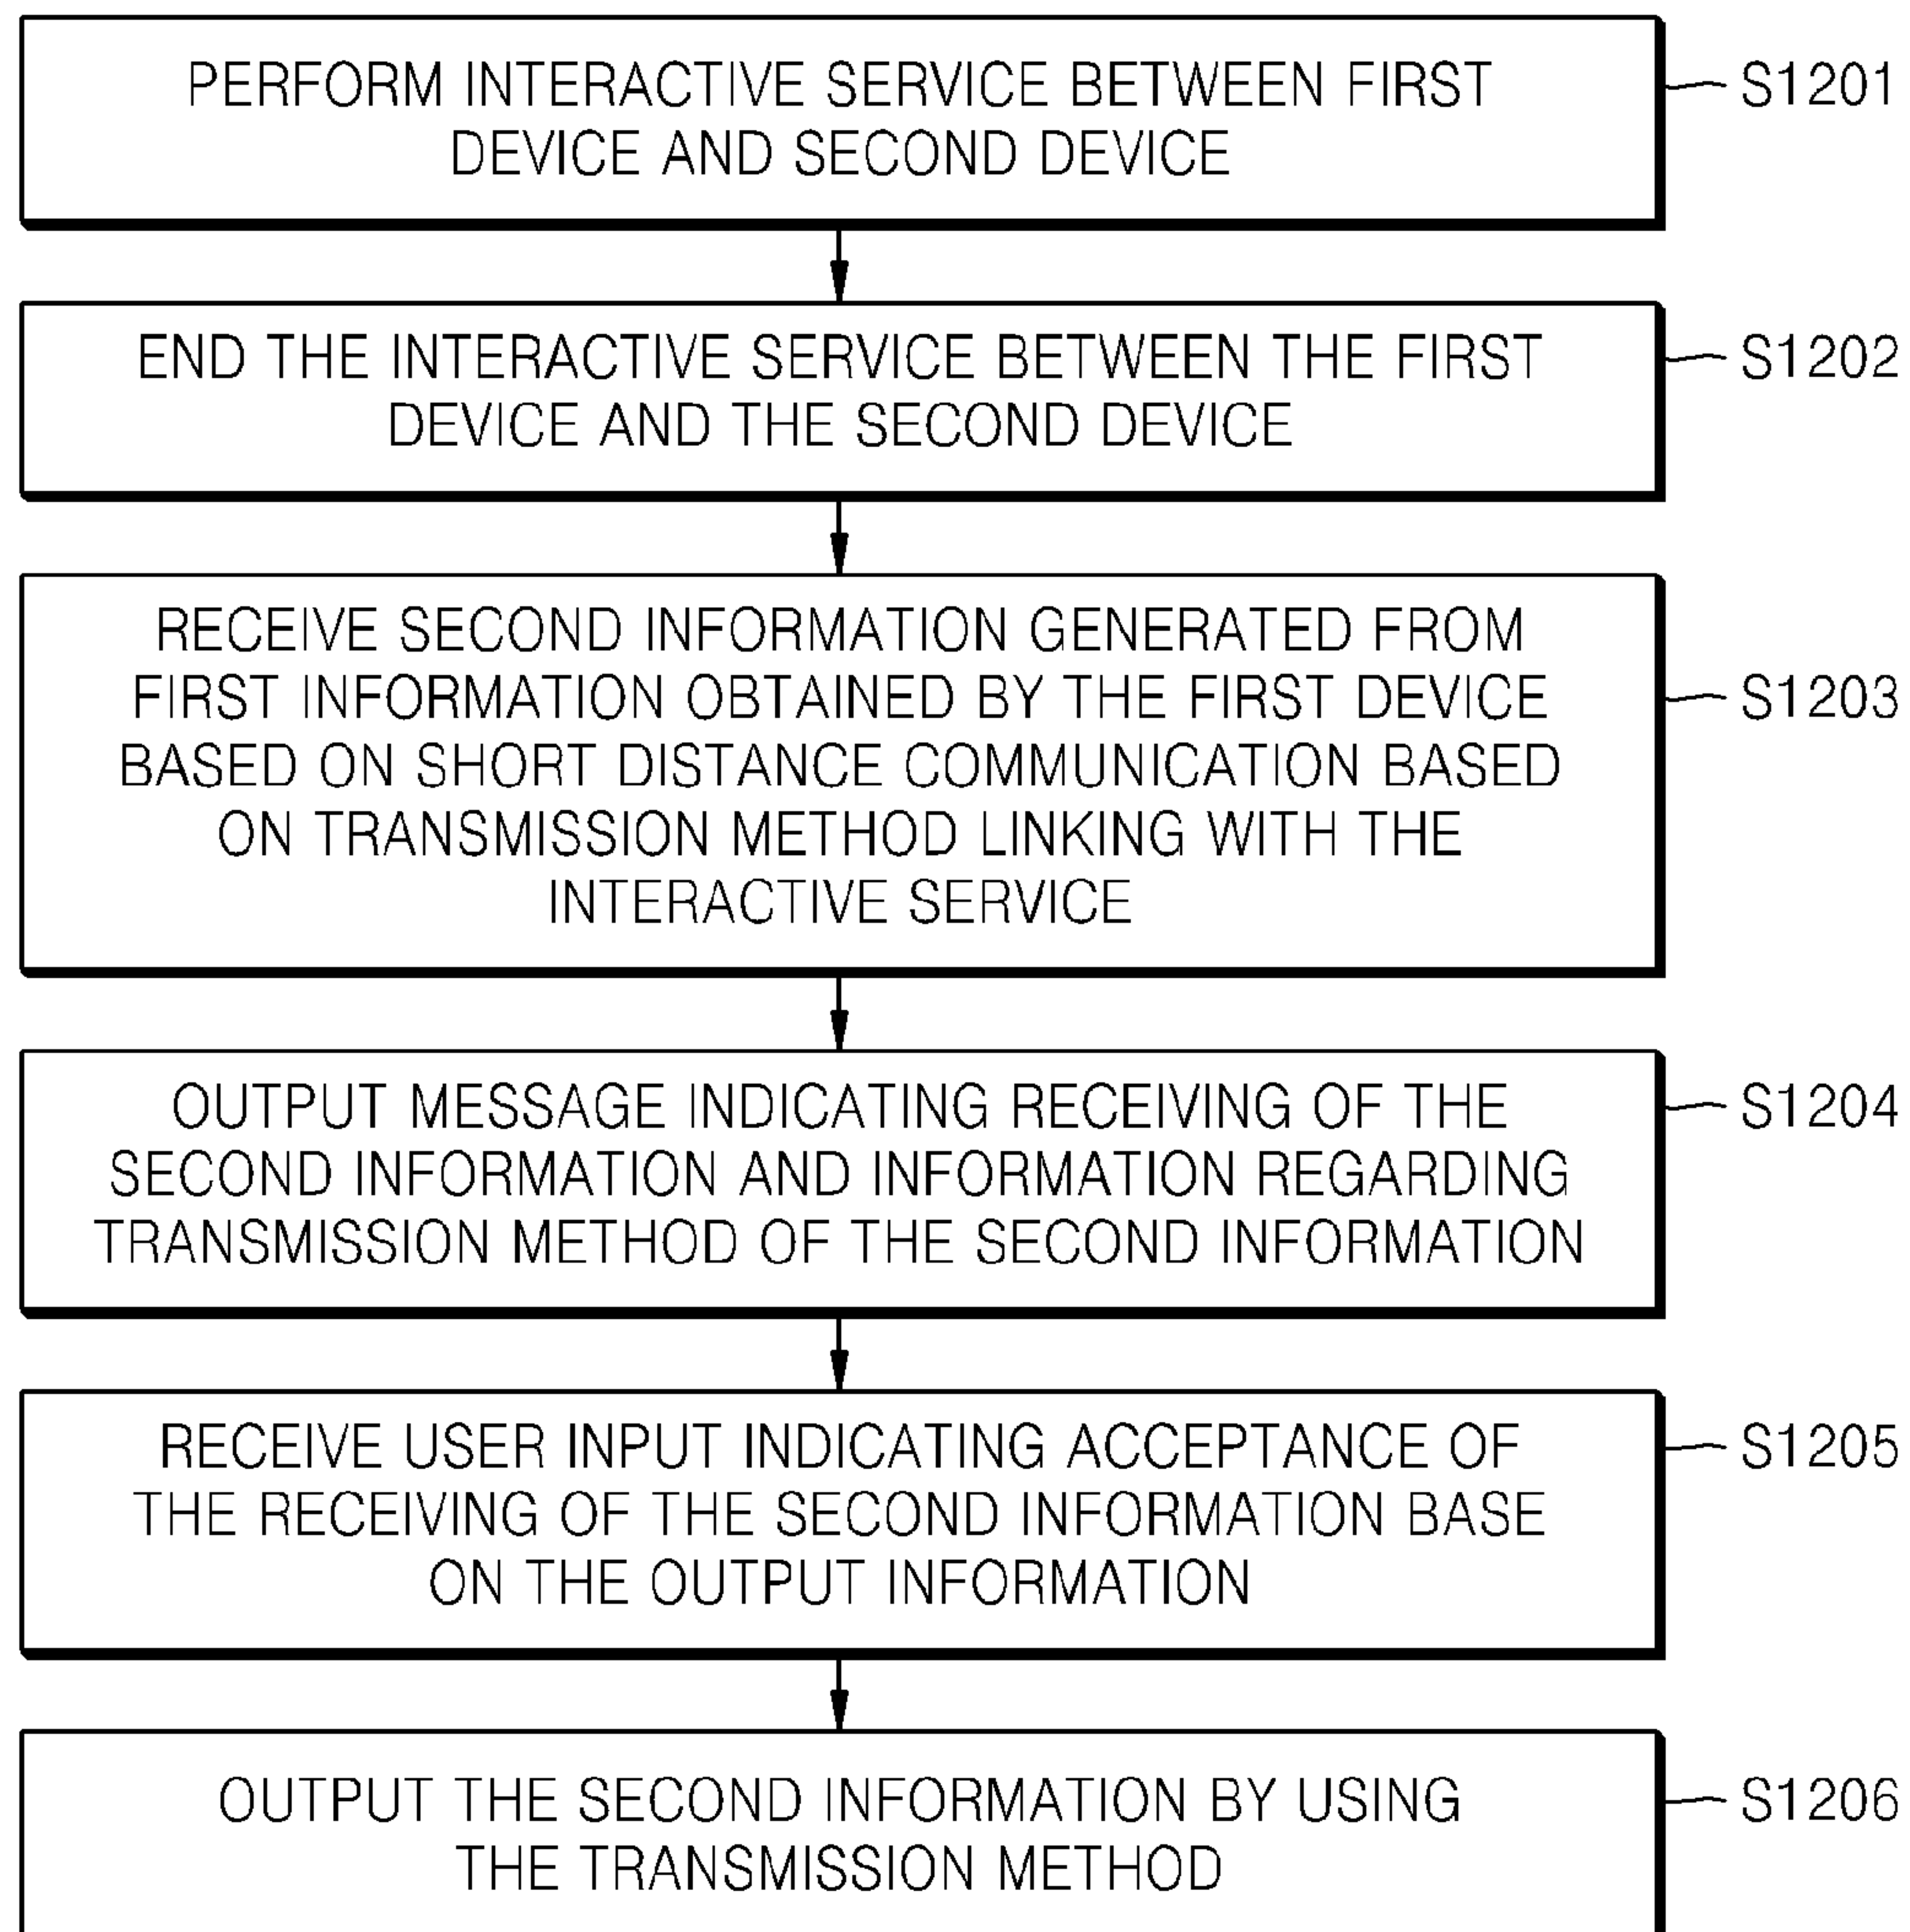 PERFORM INTERACTIVE SERVICE BETWEEN FIRST
DEVICE AND SECOND DEVICE
S1201
END THE INTERACTIVE SERVICE BETWEEN THE FIRST
DEVICE AND THE SECOND DEVICE
S1202
RECEIVE SECOND INFORMATION GENERATED FROM
FIRST INFORMATION OBTAINED BY THE FIRST DEVICE
BASED ON SHORT DISTANCE COMMUNICATION BASED
ON TRANSMISSION METHOD LINKING WITH THE
INTERACTIVE SERVICE
S1203
OUTPUT MESSAGE INDICATING RECEIVING OF THE
SECOND INFORMATION AND INFORMATION REGARDING
TRANSMISSION METHOD OF THE SECOND INFORMATION
S1204
RECEIVE USER INPUT INDICATING ACCEPTANCE OF
THE RECEIVING OF THE SECOND INFORMATION BASE
ON THE OUTPUT INFORMATION
S1205
OUTPUT THE SECOND INFORMATION BY USING
THE TRANSMISSION METHOD
S1206